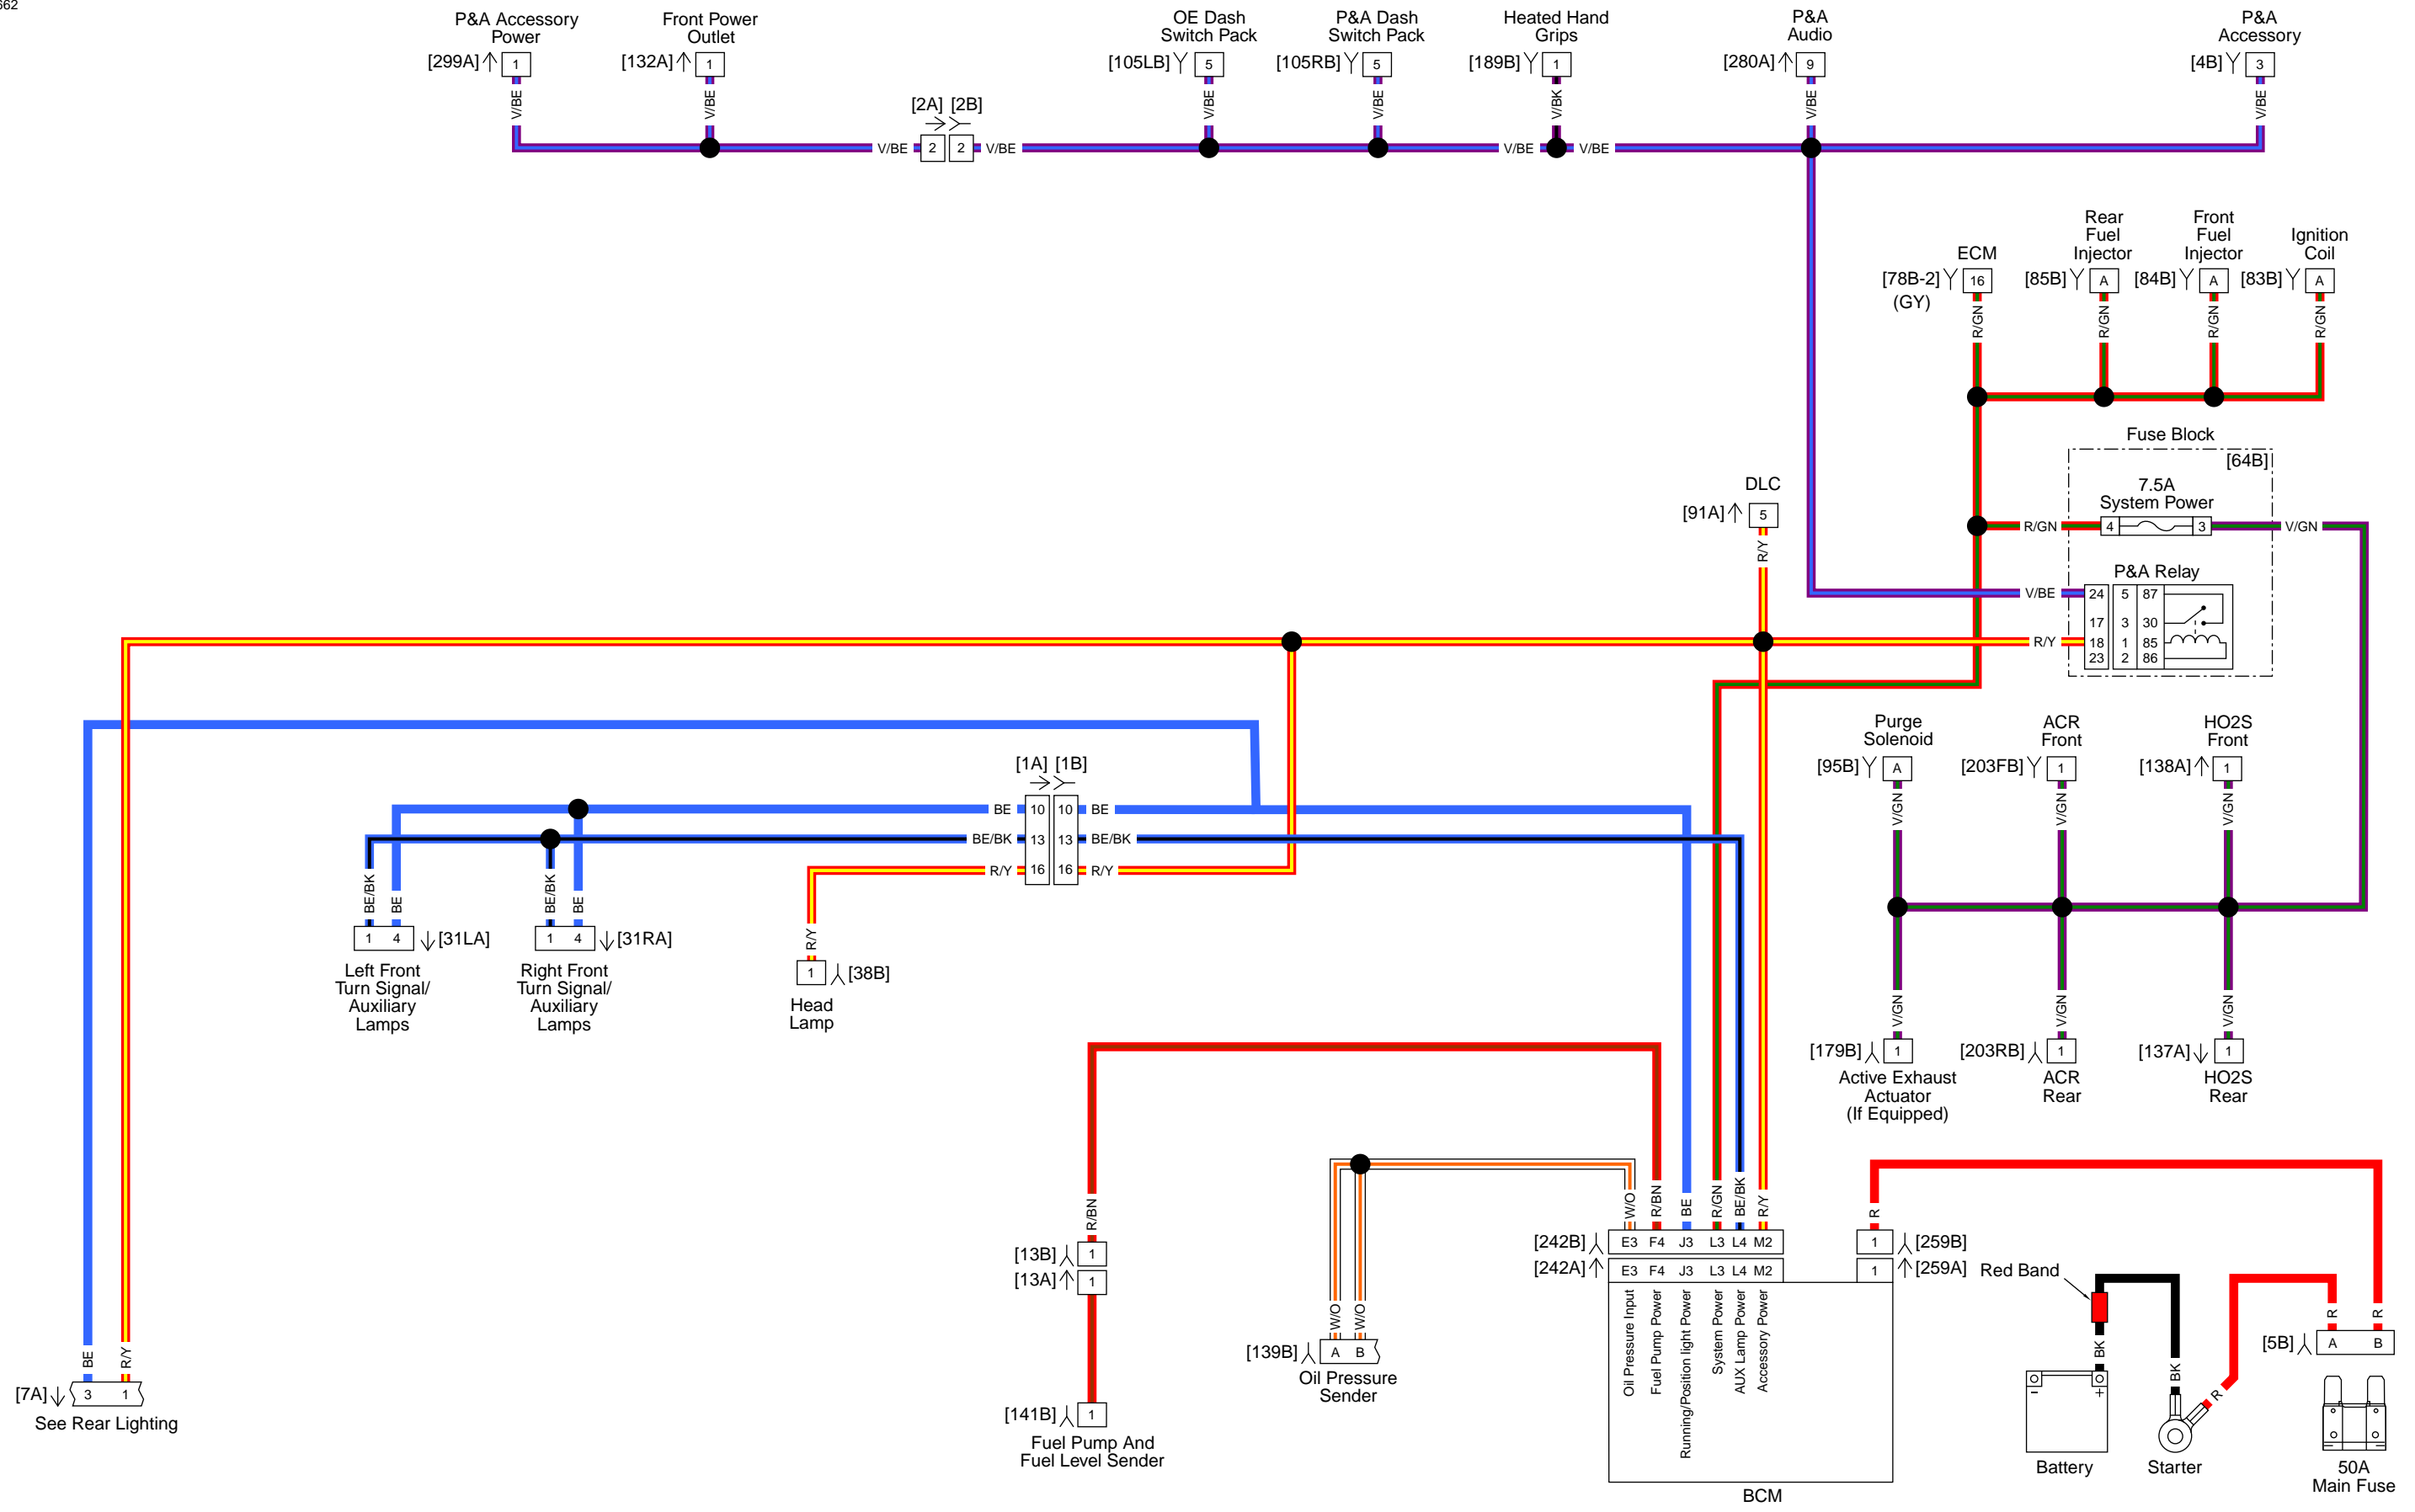 662
P&A Accessory
Power
[299A] 1
V/BE
Front Power
Outlet
[132A] 1
V/BE
OE Dash
Switch Pack
[105LB] 5
V/BE
P&A Dash
Switch Pack
[105RB] 5
V/BE
Heated Hand
Grips
[189B] 1
V/BK
P&A
Audio
[280A] 9
V/BE
P&A
Accessory
[4B] 3
V/BE
[2A] [2B]
V/BE 2 2 V/BE
V/BE V/BE
ECM
[78B-2] 16
(GY)
R/GN
Rear
Fuel
Injector
[85B] A
R/GN
Front
Fuel
Injector
[84B] A
R/GN
Ignition
Coil
[83B] A
R/GN
Fuse Block
[64B]
7.5A
System Power
R/GN 4 3 V/GN
P&A Relay
V/BE 24 5 87
17 3 30
R/Y 18 1 85
23 2 86
DLC
[91A] 5
R/Y
Purge
Solenoid
[95B] A
V/GN
ACR
Front
[203FB] 1
V/GN
HO2S
Front
[138A] 1
V/GN
V/GN
[179B] 1
Active Exhaust
Actuator
(If Equipped)
V/GN
[203RB] 1
ACR
Rear
V/GN
[137A] 1
HO2S
Rear
[1A] [1B]
BE 10 10 BE
BE/BK 13 13 BE/BK
R/Y 16 16 R/Y
BE/BK BE
1 4 [31LA]
Left Front
Turn Signal/
Auxiliary
Lamps
BE/BK BE
1 4 [31RA]
Right Front
Turn Signal/
Auxiliary
Lamps
R/Y
1 [38B]
Head
Lamp
R/BN
[13B] 1
[13A] 1
[141B] 1
Fuel Pump And
Fuel Level Sender
W/O W/O
[139B] A B
Oil Pressure
Sender
W/O R/BN BE R/GN BE/BK R/Y
[242B] E3 F4 J3 L3 L4 M2
[242A] E3 F4 J3 L3 L4 M2
Oil Pressure Input
Fuel Pump Power
Running/Position light Power
System Power
AUX Lamp Power
Accessory Power
BCM
R
1 [259B]
1 [259A]
Red Band
BK
- +
Battery
BK
R
Starter
R R
[5B] A B
50A
Main Fuse
BE R/Y
[7A] 3 1
See Rear Lighting